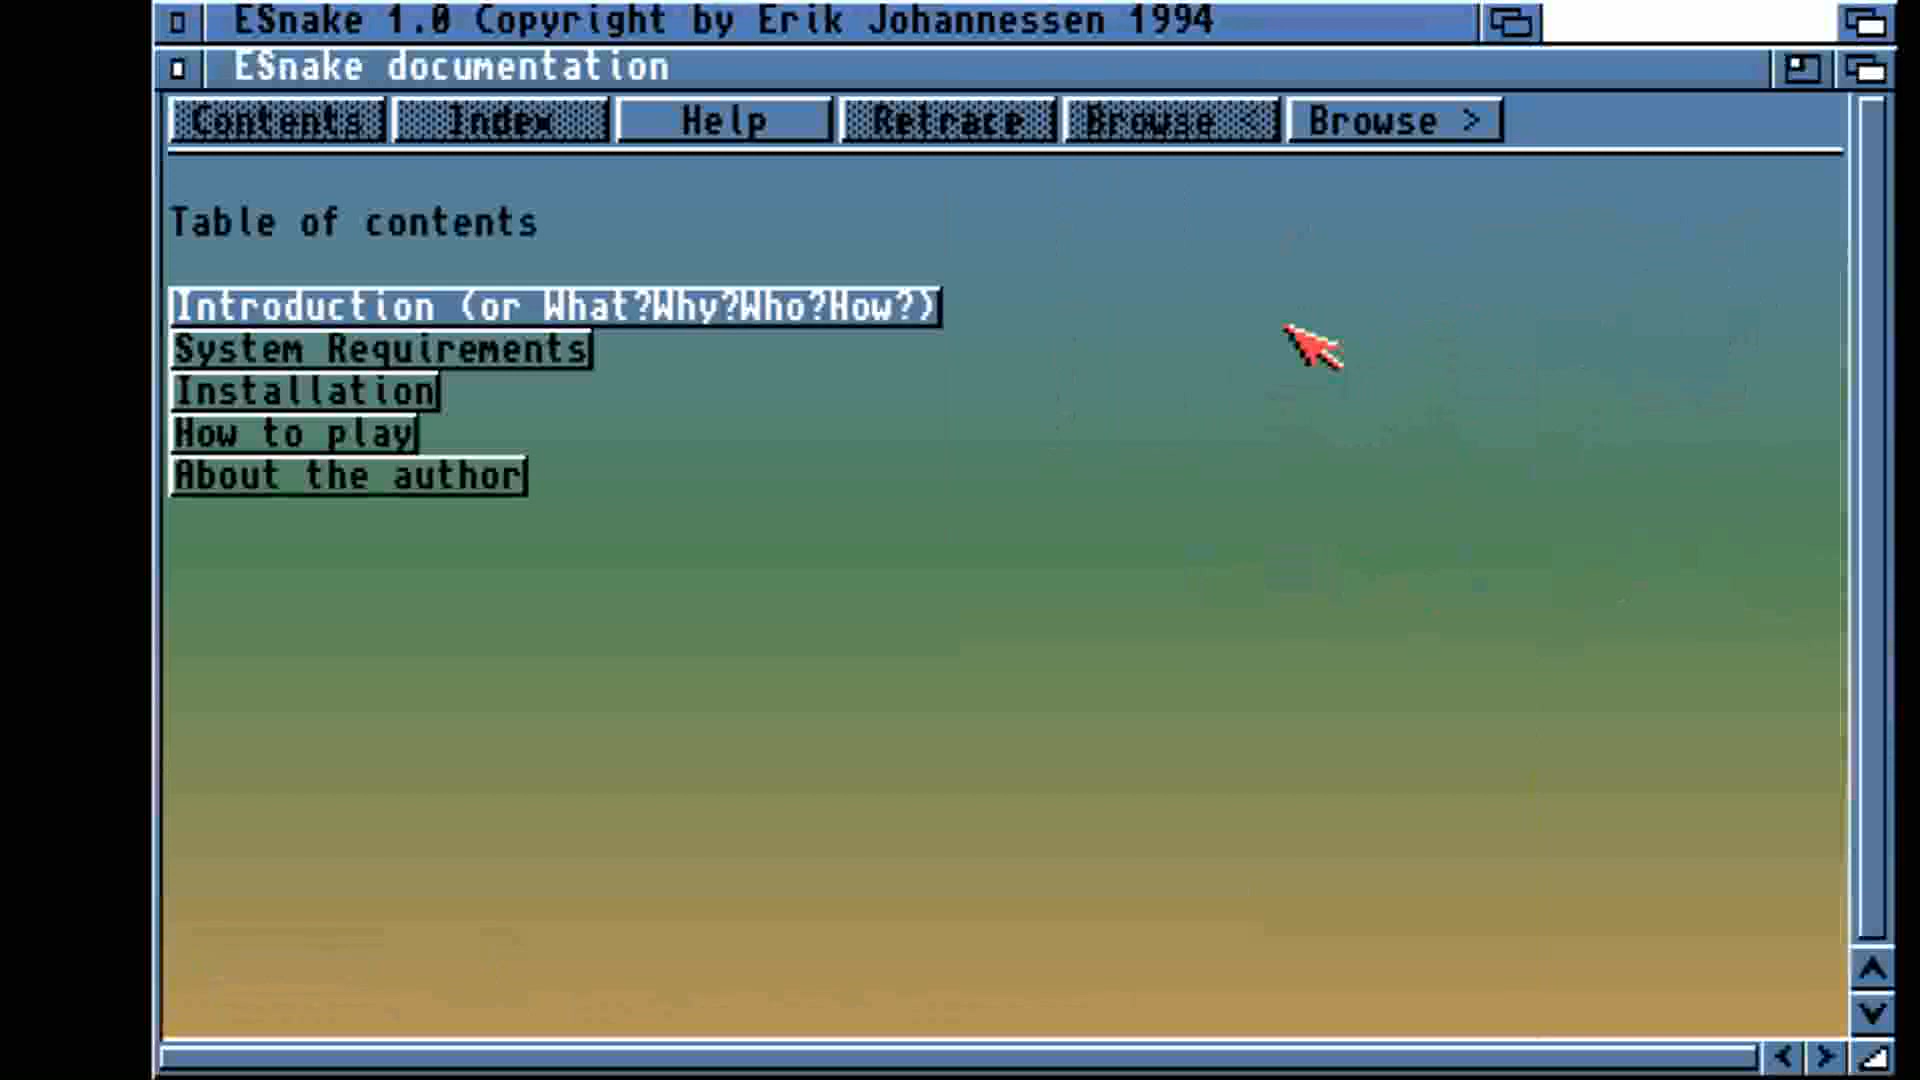 ESnake 1.0 Copyright by Erik Johannessen 1994
ESnake documentation
Contents Index Help Retrace Browse < Browse >
Table of contents
Introduction (or What?Why?Who?How?)
System Requirements
Installation
How to play
About the author